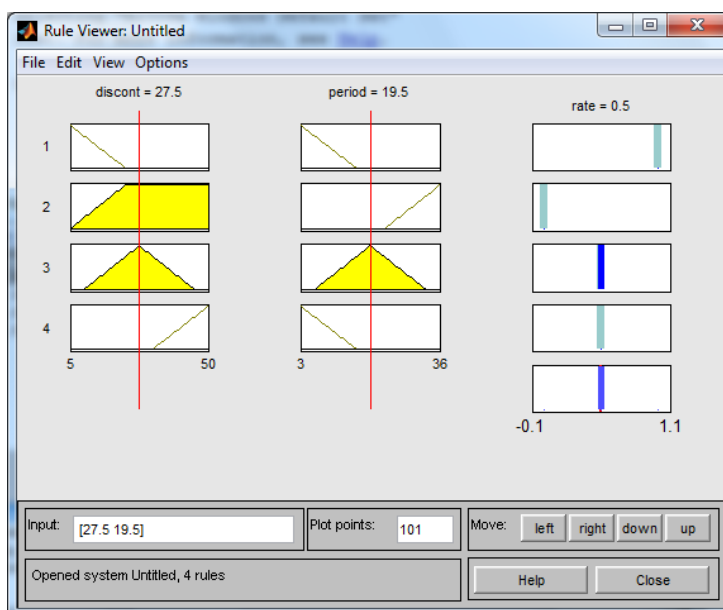 Rule Viewer: Untitled
File Edit View Options
discont = 27.5
period = 19.5
rate = 0.5
1
2
3
4
5 50
3 36
-0.1 1.1
Input: [27.5 19.5]
Plot points: 101
Move: left right down up
Opened system Untitled, 4 rules
Help Close